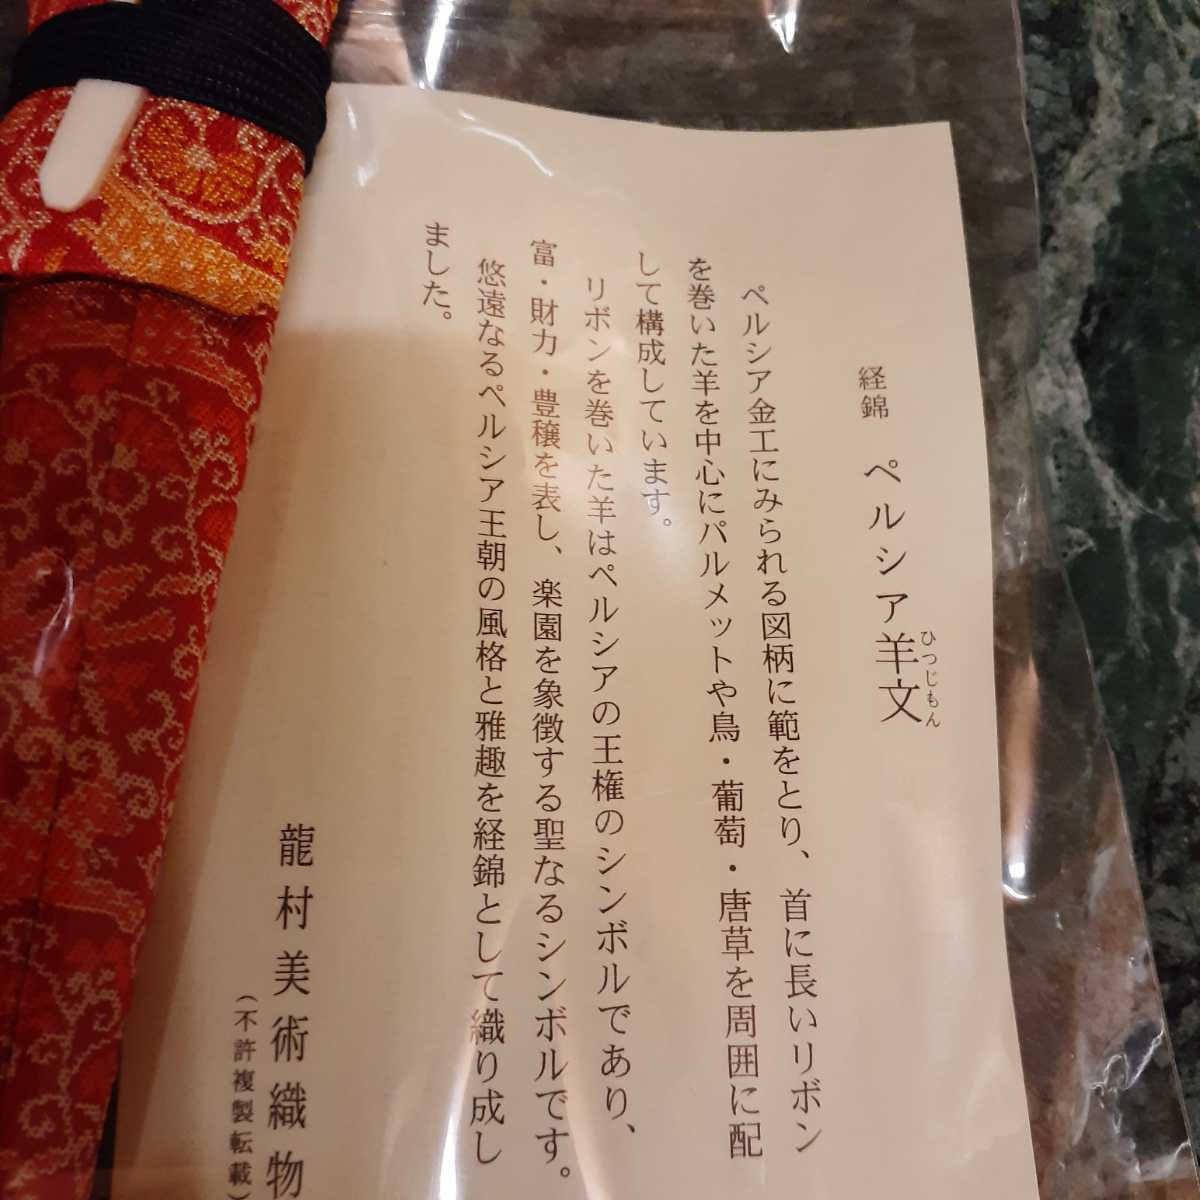 経錦 ペルシア羊文
ひつじもん
ペルシア金工にみられる図柄に範をとり、首に長いリボン
を巻いた羊を中心にパルメットや鳥・葡萄・唐草を周囲に配
して構成しています。
リボンを巻いた羊はペルシアの王権のシンボルであり、
富・財力・豊穣を表し、楽園を象徴する聖なるシンボルです。
悠遠なるペルシア王朝の風格と雅趣を経錦として織り成し
ました。
龍村美術織物
(不許複製転載)